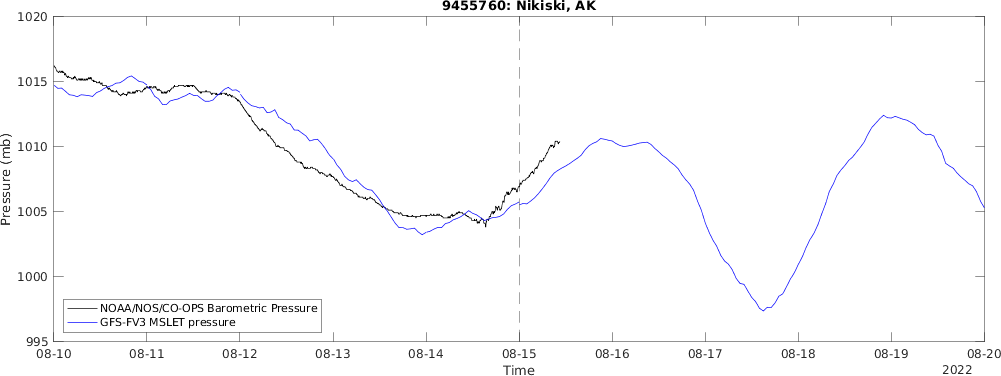 9455760: Nikiski, AK
1020
1015
1010
1005
1000
995
Pressure (mb)
NOAA/NOS/CO-OPS Barometric Pressure
GFS-FV3 MSLET pressure
08-10 08-11 08-12 08-13 08-14 08-15 08-16 08-17 08-18 08-19 08-20
Time
2022